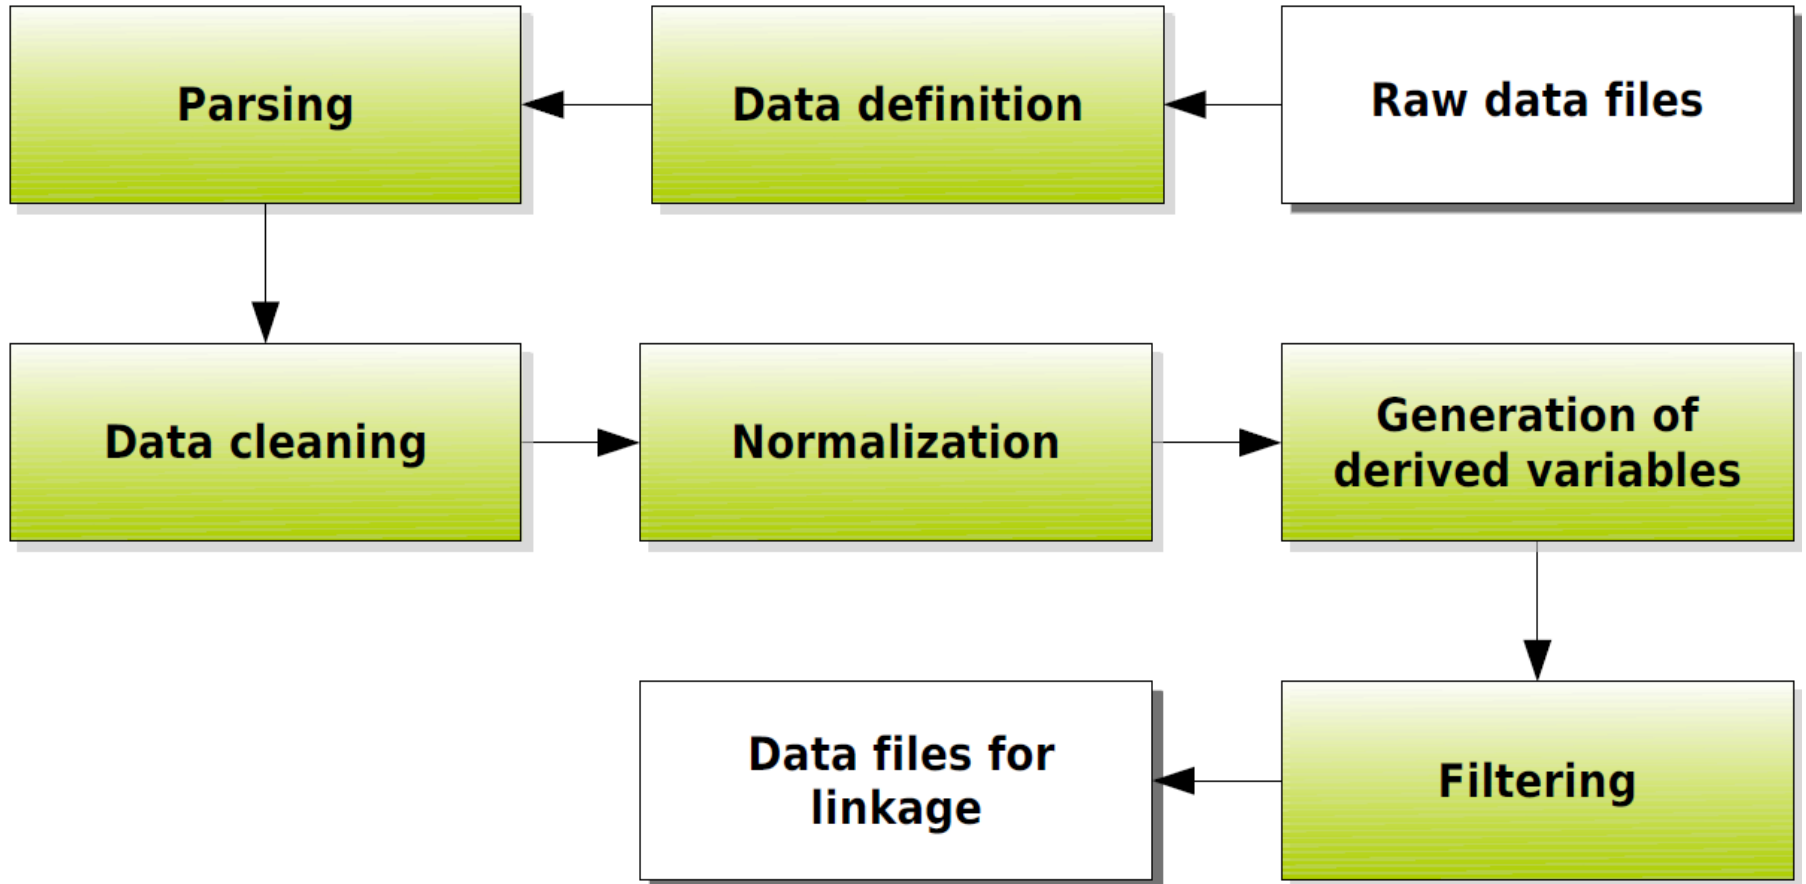 Parsing
Data definition
Raw data files
Data cleaning
Normalization
Generation of
derived variables
Data files for
linkage
Filtering